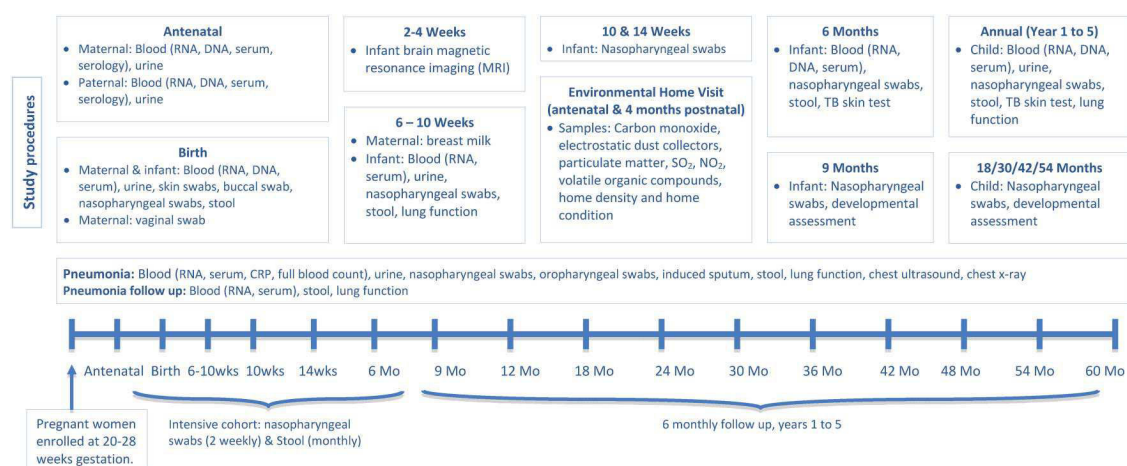 Study procedures
Antenatal
• Maternal: Blood (RNA, DNA, serum,
serology), urine
• Paternal: Blood (RNA, DNA, serum,
serology), urine
Birth
• Maternal & infant: Blood (RNA, DNA,
serum), urine, skin swabs, buccal swab,
nasopharyngeal swabs, stool
• Maternal: vaginal swab
2-4 Weeks
• Infant brain magnetic
resonance imaging (MRI)
6 – 10 Weeks
• Maternal: breast milk
• Infant: Blood (RNA,
serum), urine,
nasopharyngeal swabs,
stool, lung function
10 & 14 Weeks
• Infant: Nasopharyngeal swabs
Environmental Home Visit
(antenatal & 4 months postnatal)
• Samples: Carbon monoxide,
electrostatic dust collectors,
particulate matter, SO₂, NO₂,
volatile organic compounds,
home density and home
condition
6 Months
• Infant: Blood (RNA,
DNA, serum),
nasopharyngeal swabs,
stool, TB skin test
9 Months
• Infant: Nasopharyngeal
swabs, developmental
assessment
Annual (Year 1 to 5)
• Child: Blood (RNA, DNA,
serum), urine,
nasopharyngeal swabs,
stool, TB skin test, lung
function
18/30/42/54 Months
• Child: Nasopharyngeal
swabs, developmental
assessment
Pneumonia: Blood (RNA, serum, CRP, full blood count), urine, nasopharyngeal swabs, oropharyngeal swabs, induced sputum, stool, lung function, chest ultrasound, chest x-ray
Pneumonia follow up: Blood (RNA, serum), stool, lung function
Antenatal Birth 6-10wks 10wks 14wks 6 Mo 9 Mo 12 Mo 18 Mo 24 Mo 30 Mo 36 Mo 42 Mo 48 Mo 54 Mo 60 Mo
Pregnant women
enrolled at 20-28
weeks gestation.
Intensive cohort: nasopharyngeal
swabs (2 weekly) & Stool (monthly)
6 monthly follow up, years 1 to 5